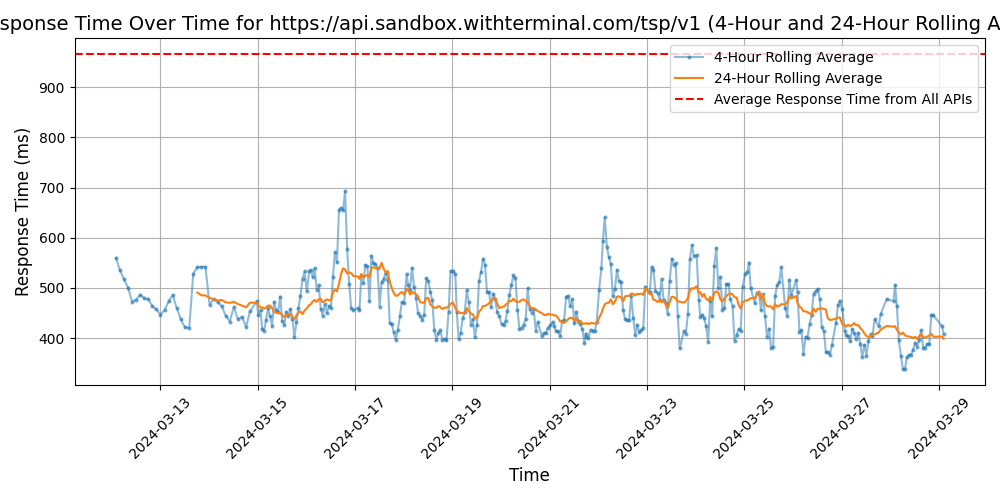 sponse Time Over Time for https://api.sandbox.withterminal.com/tsp/v1 (4-Hour and 24-Hour Rolling A
4-Hour Rolling Average
24-Hour Rolling Average
Average Response Time from All APIs
Response Time (ms)
900
800
700
600
500
400
2024-03-13
2024-03-15
2024-03-17
2024-03-19
2024-03-21
2024-03-23
2024-03-25
2024-03-27
2024-03-29
Time